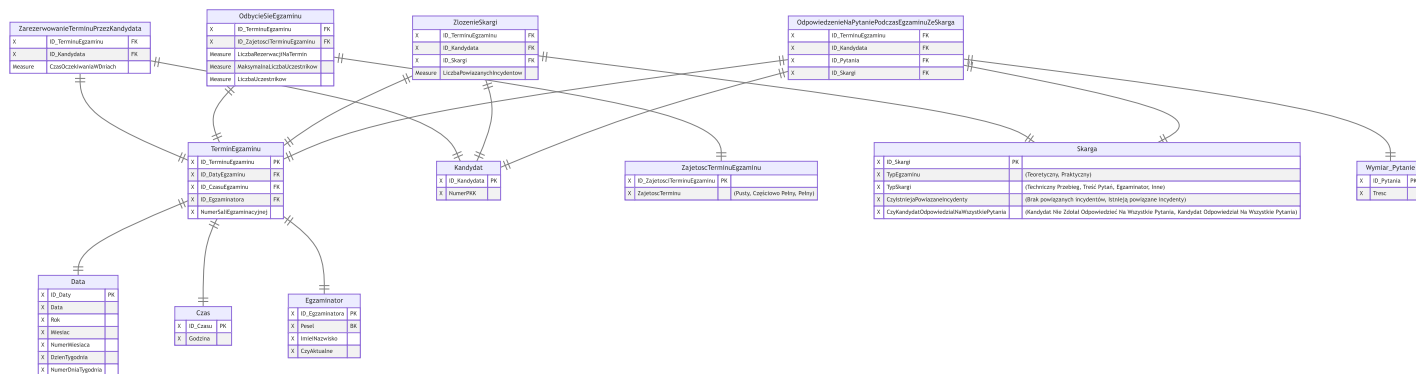 ZarezerwowanieTerminuPrzezKandydata
X ID_TerminuEgzaminu FK
X ID_Kandydata FK
Measure CzasOczekiwaniaWDniach
OdbycieSieEgzaminu
X ID_TerminuEgzaminu FK
X ID_ZajetosciTerminuEgzaminu FK
Measure LiczbaRezerwacjiNaTermin
Measure MaksymalnaLiczbaUczestnikow
Measure LiczbaUczestnikow
ZlozenieSkargi
X ID_TerminuEgzaminu FK
X ID_Kandydata FK
X ID_Skargi FK
Measure LiczbaPowiazanychIncydentow
OdpowiedzenieNaPytaniePodczasEgzaminuZeSkarga
X ID_TerminuEgzaminu FK
X ID_Kandydata FK
X ID_Pytania FK
X ID_Skargi FK
TerminEgzaminu
X ID_TerminuEgzaminu PK
X ID_DatyEgzaminu FK
X ID_CzasuEgzaminu FK
X ID_Egzaminatora FK
X NumerSaliEgzaminacyjnej
Kandydat
X ID_Kandydata PK
X NumerPKK
ZajetoscTerminuEgzaminu
X ID_ZajetosciTerminuEgzaminu PK
X ZajetoscTerminu (Pusty, Częściowo Pełny, Pełny)
Skarga
X ID_Skargi PK
X TypEgzaminu (Teoretyczny, Praktyczny)
X TypSkargi (Techniczny Przebieg, Treść Pytań, Egzaminator, Inne)
X CzyIstniejaPowiazaneIncydenty (Brak powiązanych incydentów, Istnieją powiązane Incydenty)
X CzyKandydatOdpowiedzialNaWszystkiePytania (Kandydat Nie Zdołał Odpowiedzieć Na Wszystkie Pytania, Kandydat Odpowiedział Na Wszystkie Pytania)
Wymiar_Pytanie
X ID_Pytania PK
X Tresc
Data
X ID_Daty PK
X Data
X Rok
X Miesiac
X NumerMiesiaca
X DzienTygodnia
X NumerDniaTygodnia
Czas
X ID_Czasu PK
X Godzina
Egzaminator
X ID_Egzaminatora PK
X Pesel BK
X ImieINazwisko
X CzyAktualne